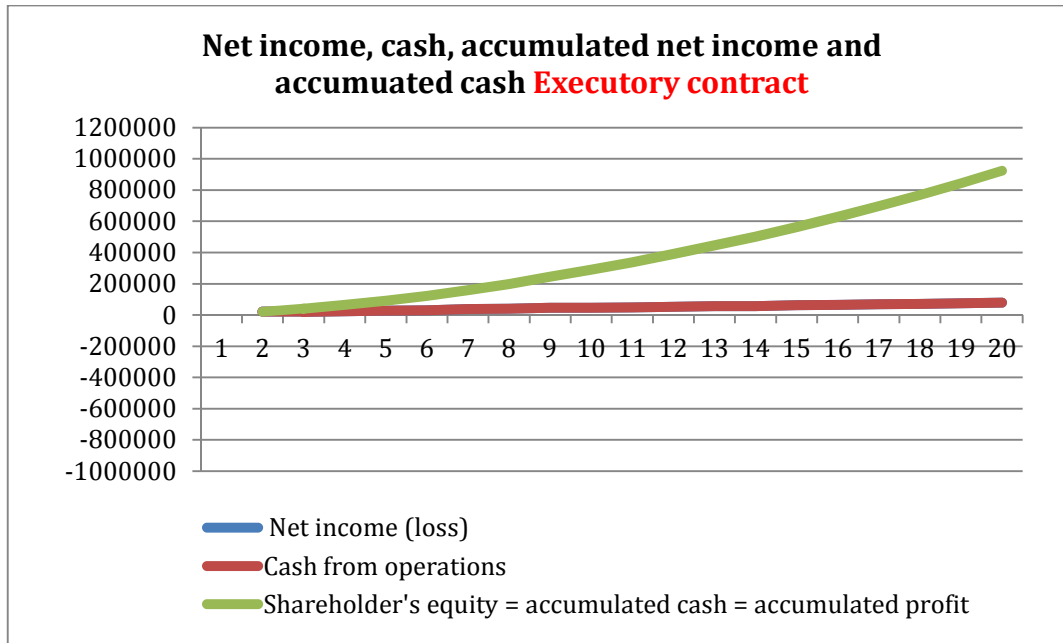 Net income, cash, accumulated net income and
accumuated cash Executory contract
1200000
1000000
800000
600000
400000
200000
0
-200000
-400000
-600000
-800000
-1000000
1 2 3 4 5 6 7 8 9 10 11 12 13 14 15 16 17 18 19 20
Net income (loss)
Cash from operations
Shareholder's equity = accumulated cash = accumulated profit